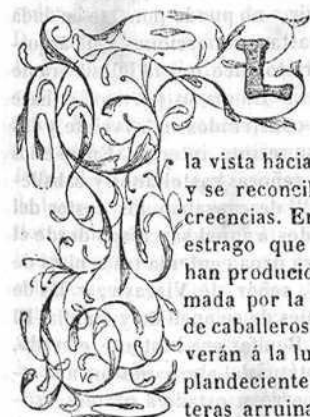 L
la vista hácia
y se reconcil
creencias. En
estrago que
han producid
mada por la
de caballeros
verán á la lu
plandeciente
teras arruina